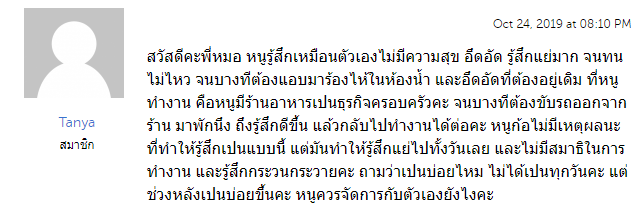 Oct 24, 2019 at 08:10 PM
สวัสดีคะพี่หมอ หนูรู้สึกเหมือนตัวเองไม่มีความสุข อึดอัด รู้สึกแย่มาก จนทน
ไม่ไหว จนบางทีต้องแอบมาร้องไห้ในห้องน้ำ และอึดอัดที่ต้องอยู่เดิม ที่หนู
ทำงาน คือหนูมีร้านอาหารเปนธุรกิจครอบครัวคะ จนบางทีต้องขับรถออกจาก
ร้าน มาพักนึง ถึงรู้สึกดีขึ้น แล้วกลับไปทำงานได้ต่อคะ หนูก้อไม่มีเหตุผลนะ
ที่ทำให้รู้สึกเปนแบบนี้ แต่มันทำให้รู้สึกแย่ไปทั้งวันเลย และไม่มีสมาธิในการ
ทำงาน และรู้สึกกระวนกระวายคะ ถามว่าเปนบ่อยไหม ไม่ได้เปนทุกวันคะ แต่
ช่วงหลังเปนบ่อยขึ้นคะ หนูควรจัดการกับตัวเองยังไงคะ
Tanya
สมาชิก